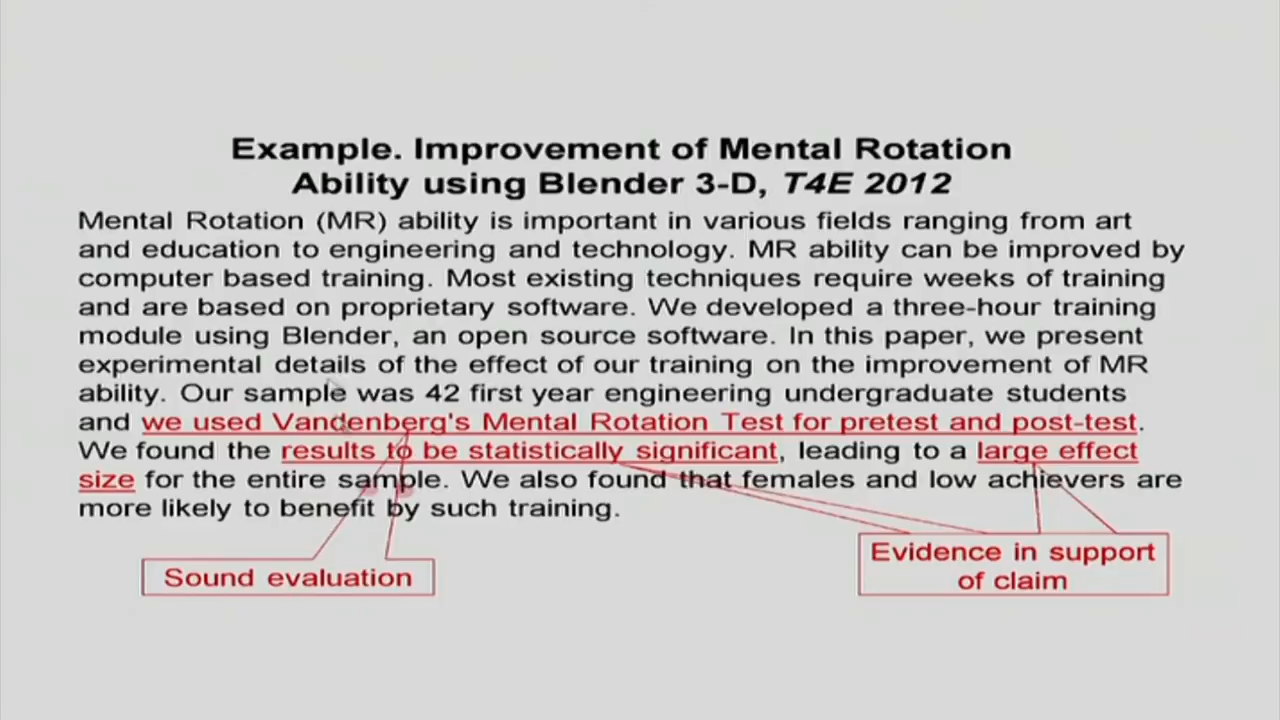 Example. Improvement of Mental Rotation
Ability using Blender 3-D, T4E 2012
Mental Rotation (MR) ability is important in various fields ranging from art
and education to engineering and technology. MR ability can be improved by
computer based training. Most existing techniques require weeks of training
and are based on proprietary software. We developed a three-hour training
module using Blender, an open source software. In this paper, we present
experimental details of the effect of our training on the improvement of MR
ability. Our sample was 42 first year engineering undergraduate students
and we used Vandenberg's Mental Rotation Test for pretest and post-test.
We found the results to be statistically significant, leading to a large effect
size for the entire sample. We also found that females and low achievers are
more likely to benefit by such training.
Sound evaluation
Evidence in support
of claim